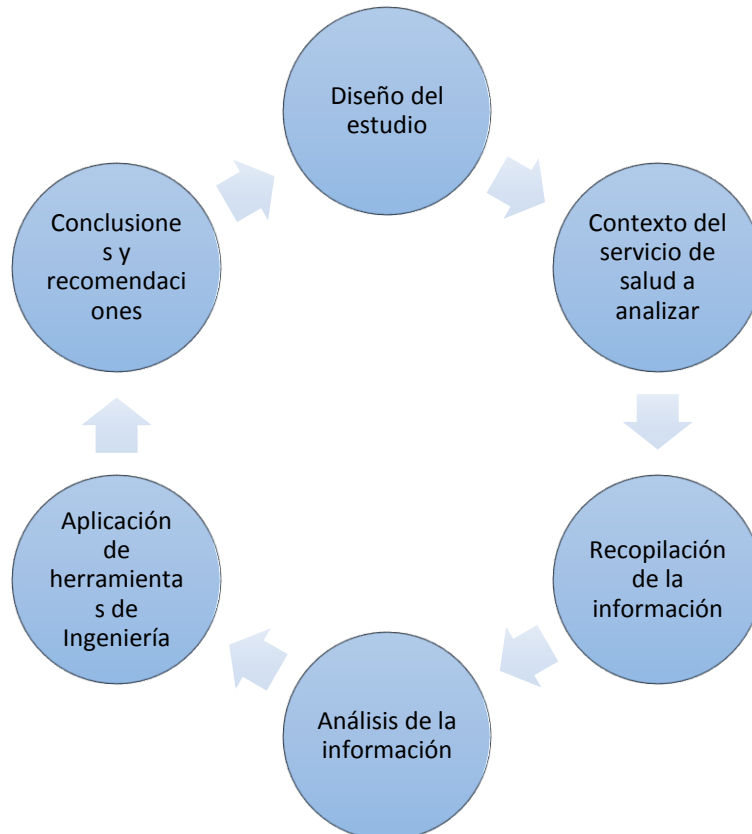 Diseño del
estudio
Contexto del
servicio de
salud a
analizar
Recopilación
de la
información
Análisis de la
información
Aplicación
de
herramienta
s de
Ingeniería
Conclusione
s y
recomendaci
ones